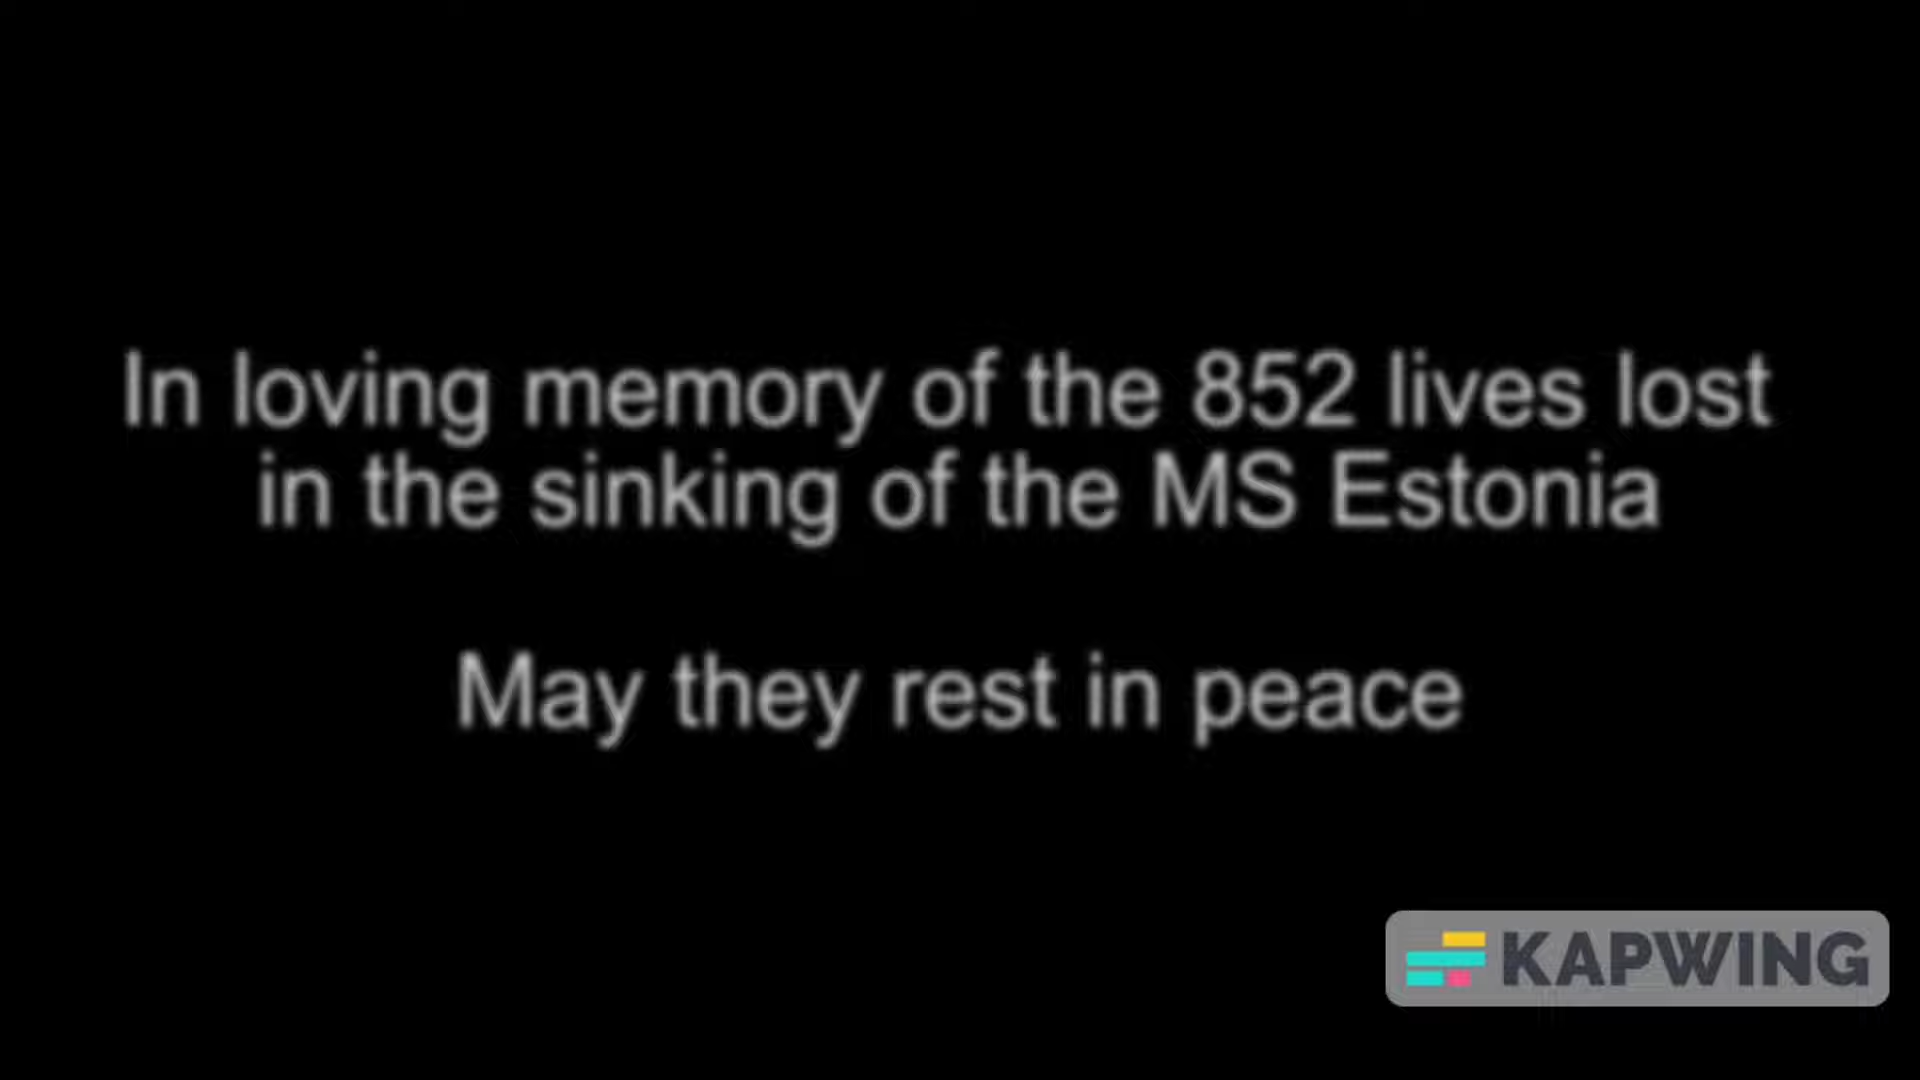 In loving memory of the 852 lives lost
in the sinking of the MS Estonia
May they rest in peace
KAPWING